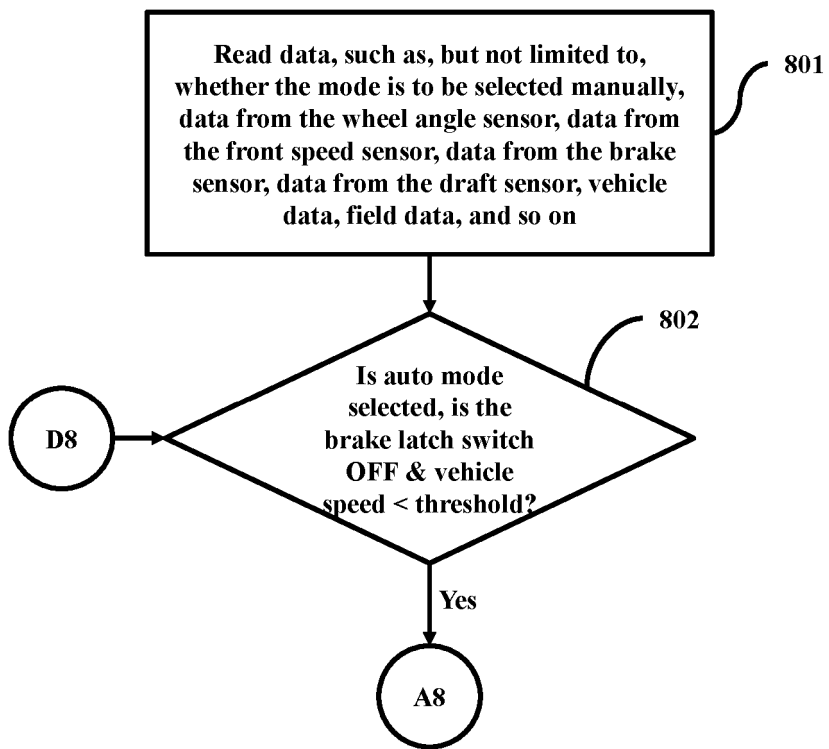 Read data, such as, but not limited to,
whether the mode is to be selected manually,
data from the wheel angle sensor, data from
the front speed sensor, data from the brake
sensor, data from the draft sensor, vehicle
data, field data, and so on
801
802
Is auto mode
selected, is the
brake latch switch
OFF & vehicle
speed < threshold?
D8
Yes
A8